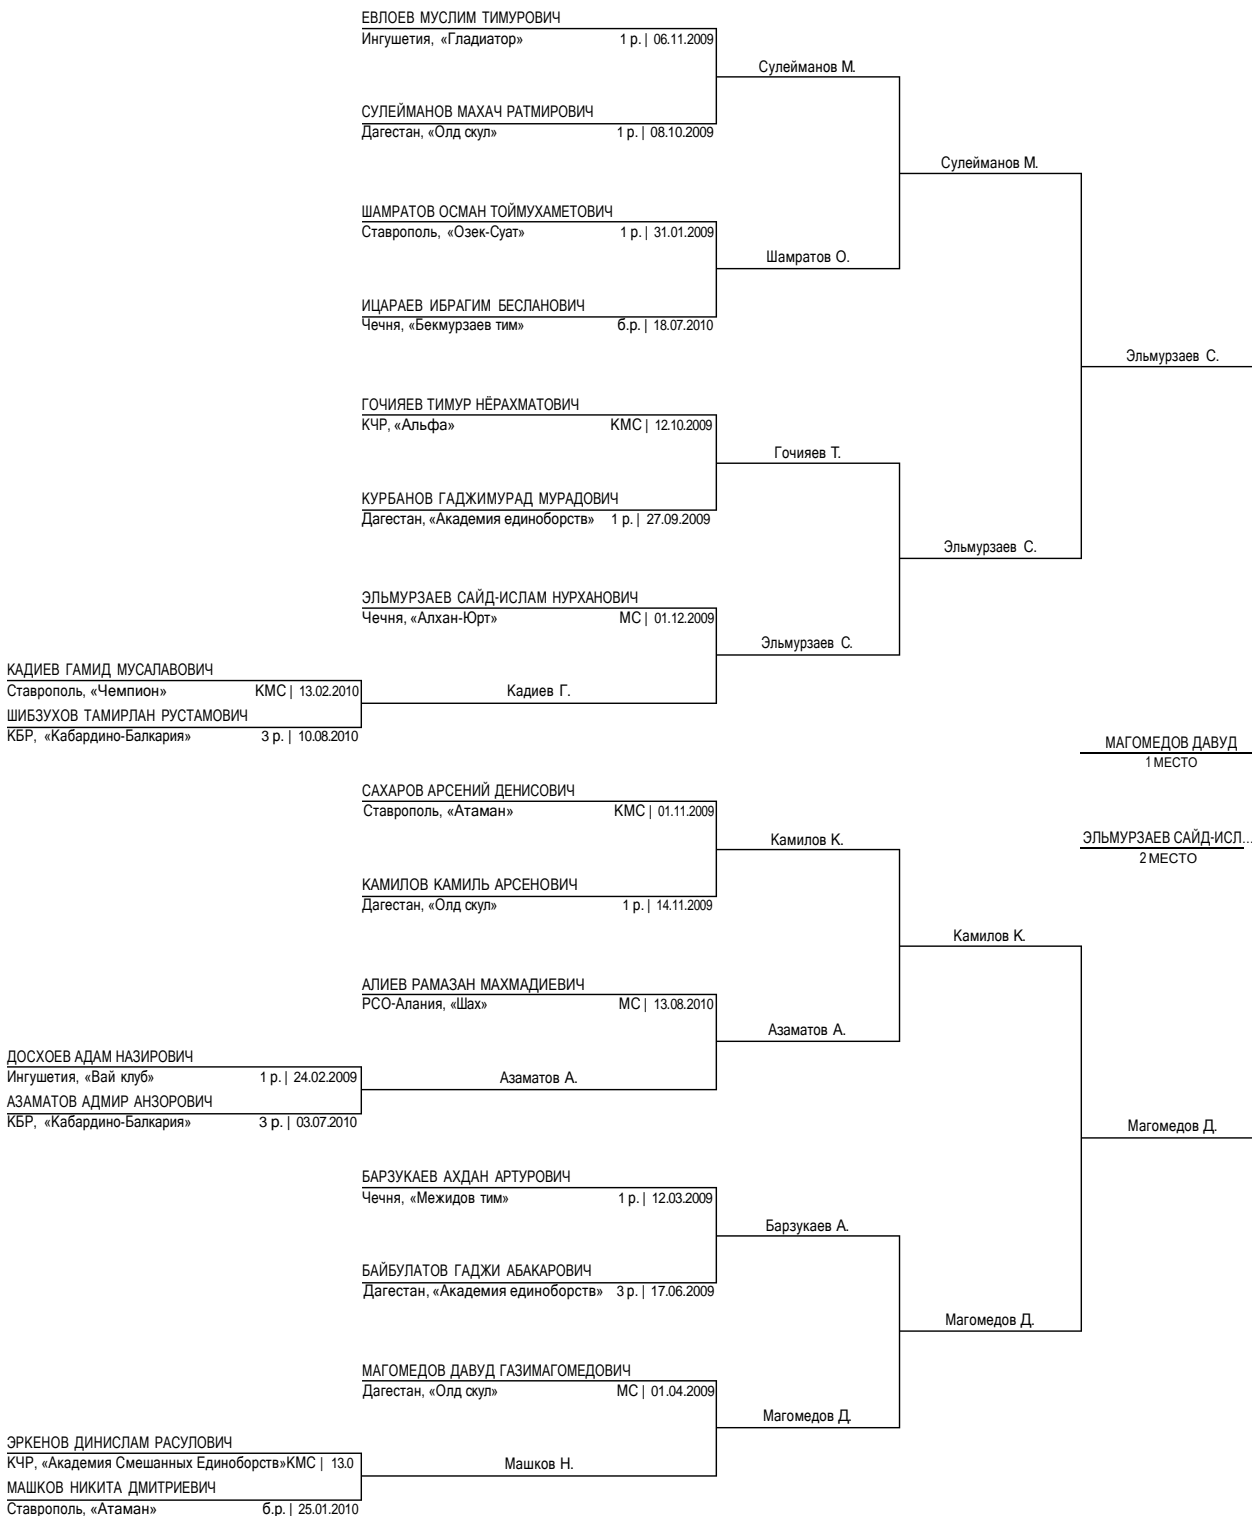 ЕВЛОЕВ МУСЛИМ ТИМУРОВИЧ
Ингушетия, «Гладиатор» 1 р. | 06.11.2009
Сулейманов М.
СУЛЕЙМАНОВ МАХАЧ РАТМИРОВИЧ
Дагестан, «Олд скул» 1 р. | 08.10.2009
Сулейманов М.
ШАМРАТОВ ОСМАН ТОЙМУХАМЕТОВИЧ
Ставрополь, «Озек-Суат» 1 р. | 31.01.2009
Шамратов О.
ИЦАРАЕВ ИБРАГИМ БЕСЛАНОВИЧ
Чечня, «Бекмурзаев тим» б.р. | 18.07.2010
Эльмурзаев С.
ГОЧИЯЕВ ТИМУР НЁРАХМАТОВИЧ
КЧР, «Альфа» КМС | 12.10.2009
Гочияев Т.
КУРБАНОВ ГАДЖИМУРАД МУРАДОВИЧ
Дагестан, «Академия единоборств» 1 р. | 27.09.2009
Эльмурзаев С.
ЭЛЬМУРЗАЕВ САЙД-ИСЛАМ НУРХАНОВИЧ
Чечня, «Алхан-Юрт» МС | 01.12.2009
Эльмурзаев С.
КАДИЕВ ГАМИД МУСАЛАВОВИЧ
Ставрополь, «Чемпион» КМС | 13.02.2010
Кадиев Г.
ШИБЗУХОВ ТАМИРЛАН РУСТАМОВИЧ
КБР, «Кабардино-Балкария» 3 р. | 10.08.2010
МАГОМЕДОВ ДАВУД
1 МЕСТО
САХАРОВ АРСЕНИЙ ДЕНИСОВИЧ
Ставрополь, «Атаман» КМС | 01.11.2009
Камилов К.
ЭЛЬМУРЗАЕВ САЙД-ИСЛ...
2 МЕСТО
КАМИЛОВ КАМИЛЬ АРСЕНОВИЧ
Дагестан, «Олд скул» 1 р. | 14.11.2009
Камилов К.
АЛИЕВ РАМАЗАН МАХМАДИЕВИЧ
РСО-Алания, «Шах» МС | 13.08.2010
Азаматов А.
ДОСХОЕВ АДАМ НАЗИРОВИЧ
Ингушетия, «Вай клуб» 1 р. | 24.02.2009
Азаматов А.
АЗАМАТОВ АДМИР АНЗОРОВИЧ
КБР, «Кабардино-Балкария» 3 р. | 03.07.2010
Магомедов Д.
БАРЗУКАЕВ АХДАН АРТУРОВИЧ
Чечня, «Межидов тим» 1 р. | 12.03.2009
Барзукаев А.
БАЙБУЛАТОВ ГАДЖИ АБАКАРОВИЧ
Дагестан, «Академия единоборств» 3 р. | 17.06.2009
Магомедов Д.
МАГОМЕДОВ ДАВУД ГАЗИМАГОМЕДОВИЧ
Дагестан, «Олд скул» МС | 01.04.2009
Магомедов Д.
ЭРКЕНОВ ДИНИСЛАМ РАСУЛОВИЧ
КЧР, «Академия Смешанных Единоборств»КМС | 13.0
Машков Н.
МАШКОВ НИКИТА ДМИТРИЕВИЧ
Ставрополь, «Атаман» б.р. | 25.01.2010